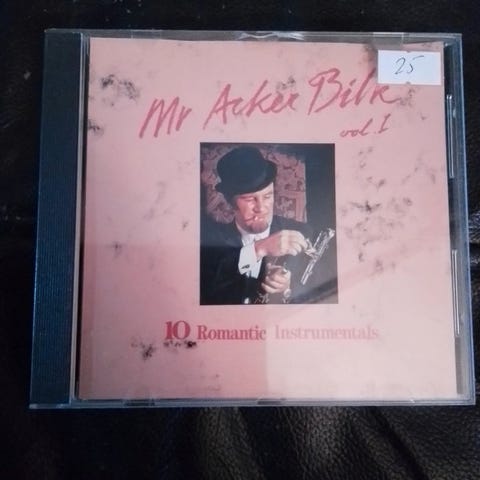 25
Mr Acker Bilk
vol. I
10 Romantic Instrumentals